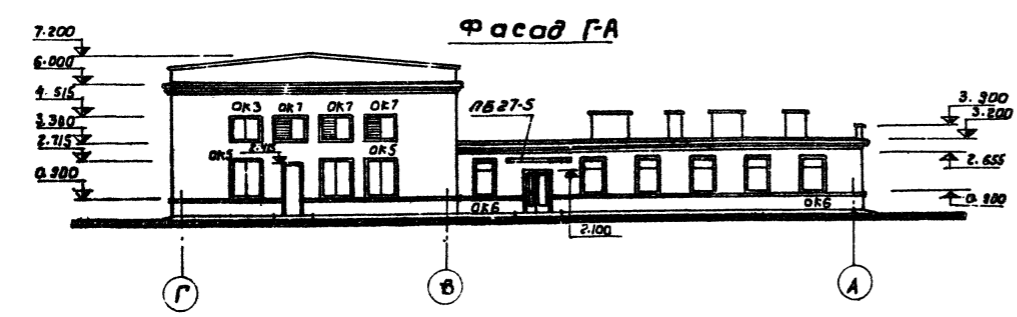 Фасад Г-А
7.200
6.000
4.515
3.380
2.715
0.900
ОК3 ОК7 ОК7 ОК7
ПБ27-5
ОК5
ОК5
3.900
3.200
2.655
0.900
ОК6
ОК6
2.100
Г
В
А